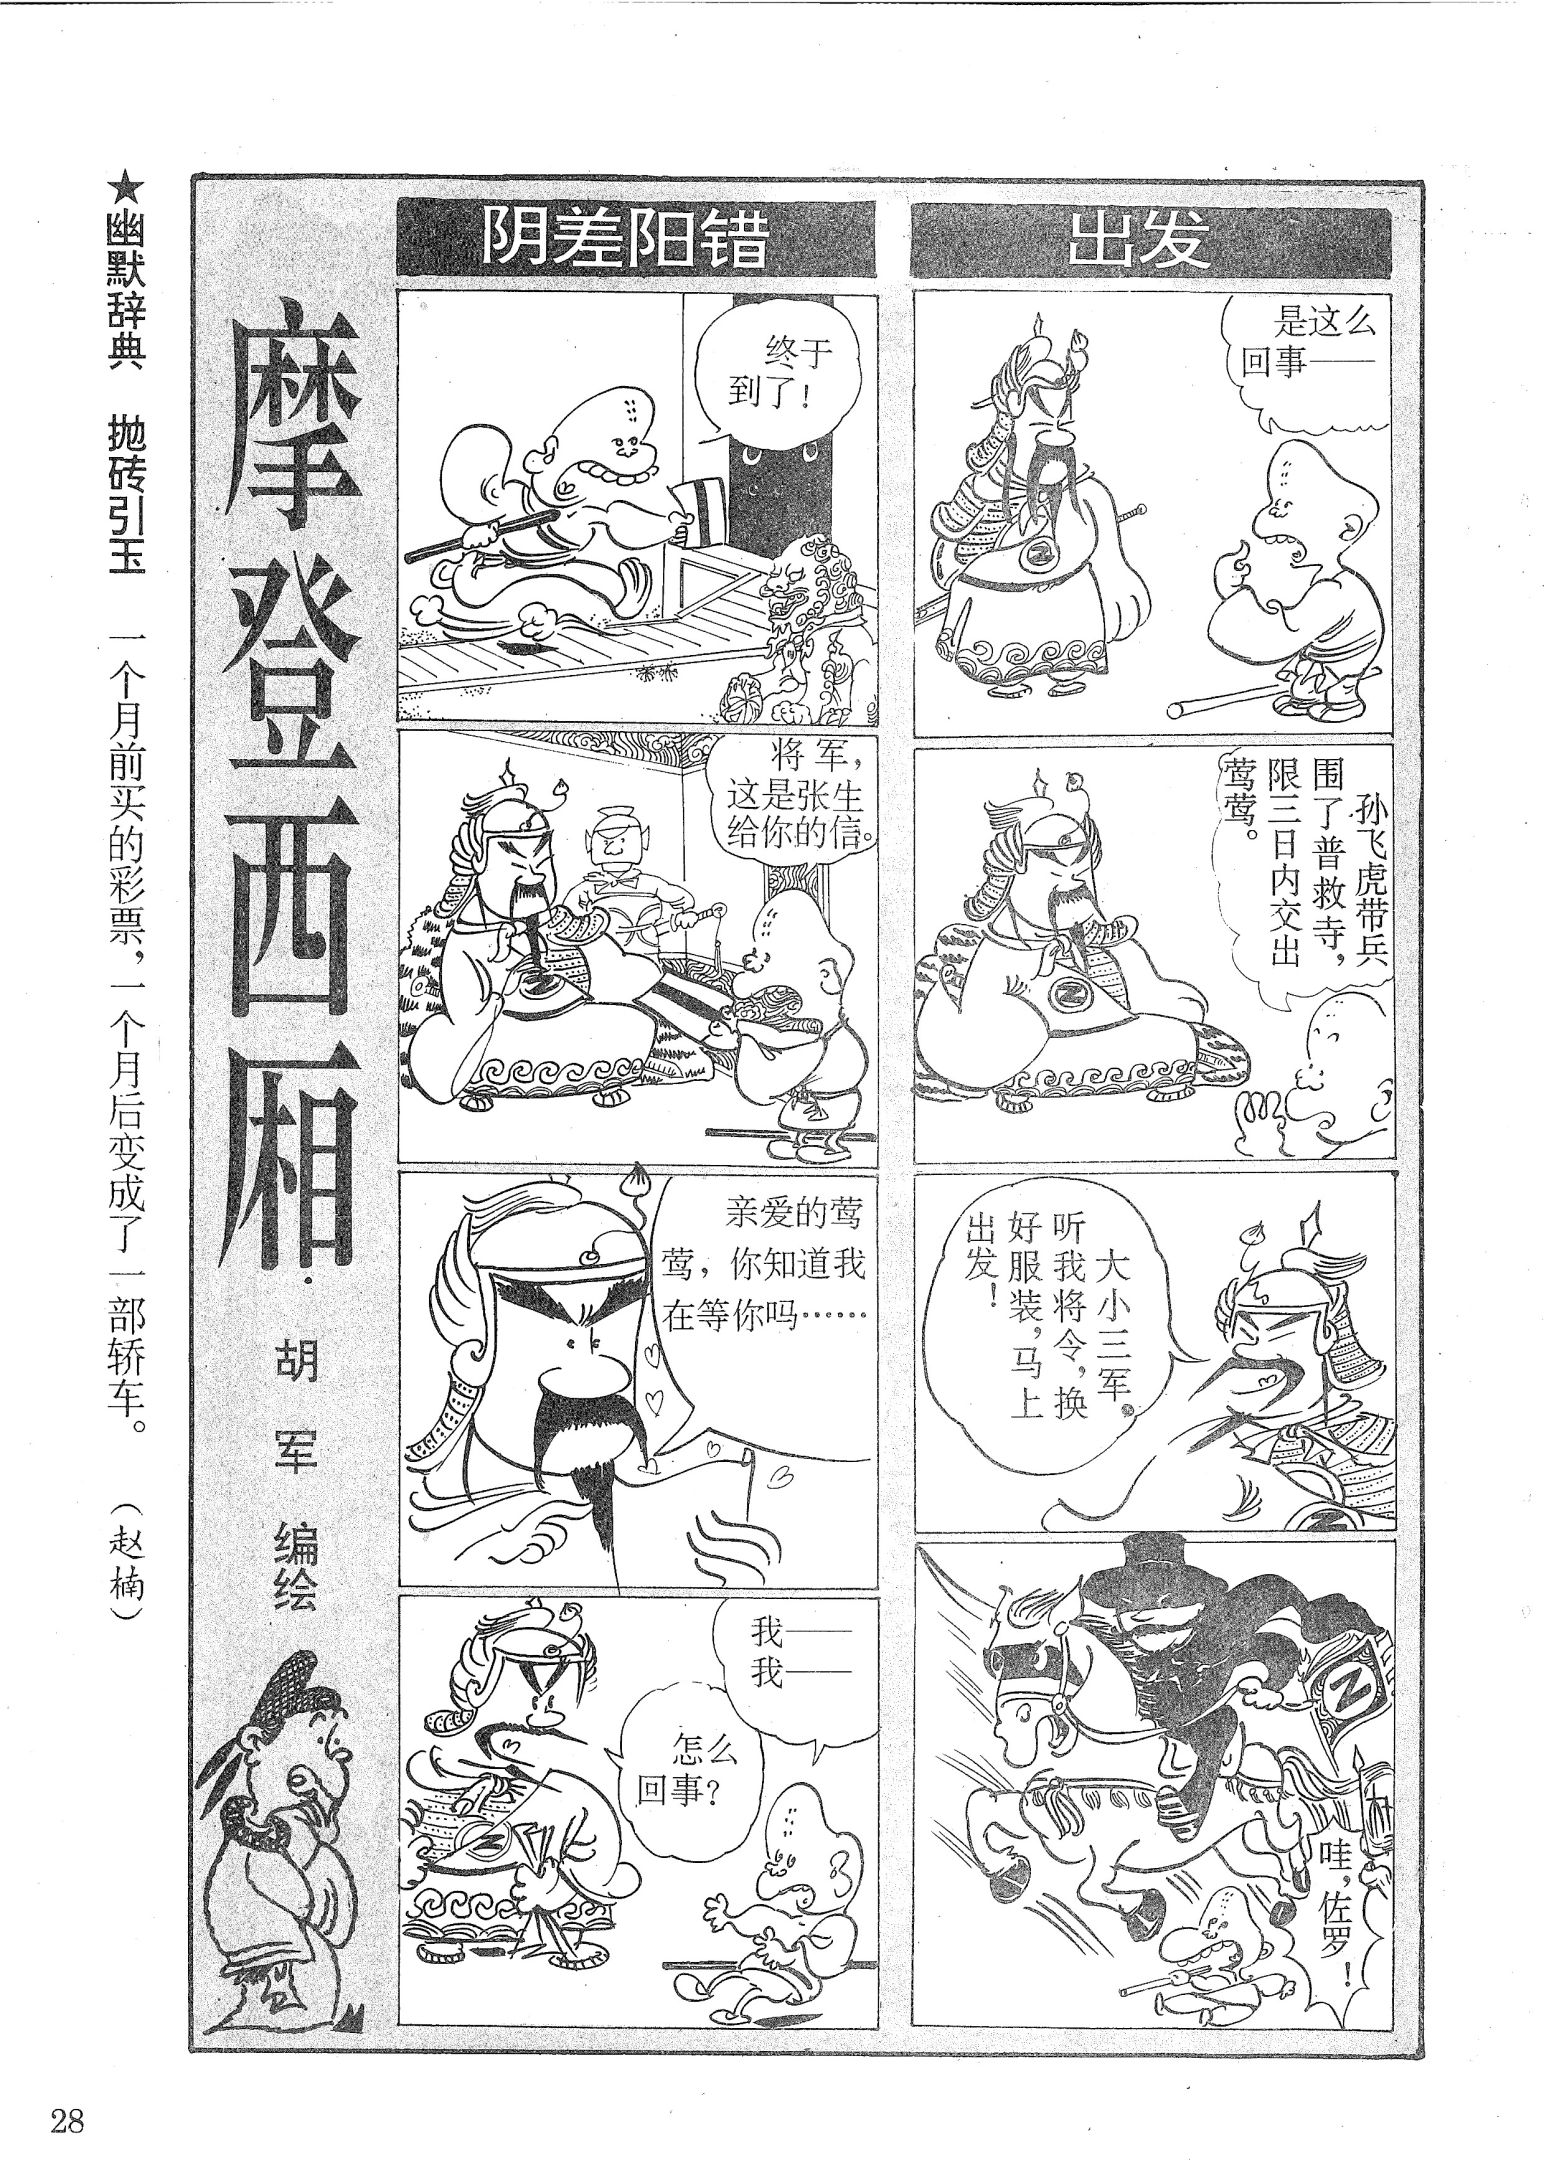 ★幽默辞典 抛砖引玉 一个月前买的彩票，一个月后变成了一部轿车。 （赵楠）
摩登西厢
胡军 编绘
阴差阳错
终于
到了！
将军，
这是张生
给你的信。
亲爱的莺
莺，你知道我
在等你吗……
我——
我——
怎么
回事？
出发
是这么
回事——
孙飞虎带兵
围了普救寺，
限三日内交出
莺莺。
大小三军。
听我将令，换
好服装，马上
出发！
哇，佐罗！
28